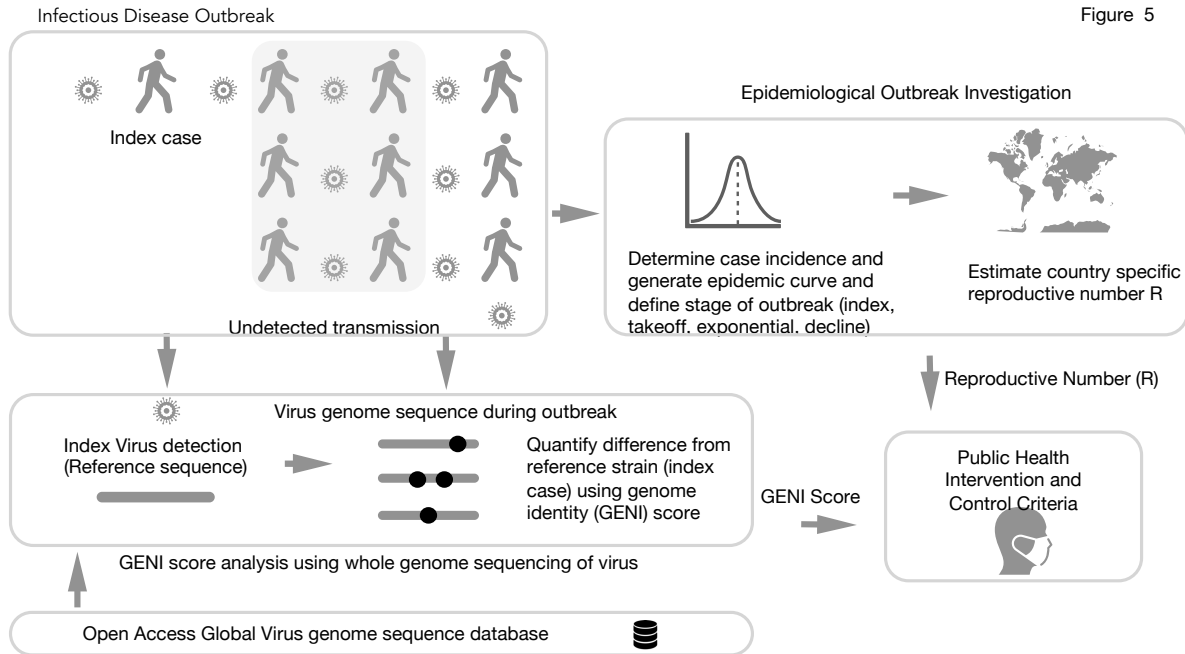 Infectious Disease Outbreak
Figure 5
Index case
Undetected transmission
Epidemiological Outbreak Investigation
Determine case incidence and
generate epidemic curve and
define stage of outbreak (index,
takeoff, exponential, decline)
Estimate country specific
reproductive number R
Reproductive Number (R)
Virus genome sequence during outbreak
Index Virus detection
(Reference sequence)
Quantify difference from
reference strain (index
case) using genome
identity (GENI) score
GENI Score
Public Health
Intervention and
Control Criteria
GENI score analysis using whole genome sequencing of virus
Open Access Global Virus genome sequence database